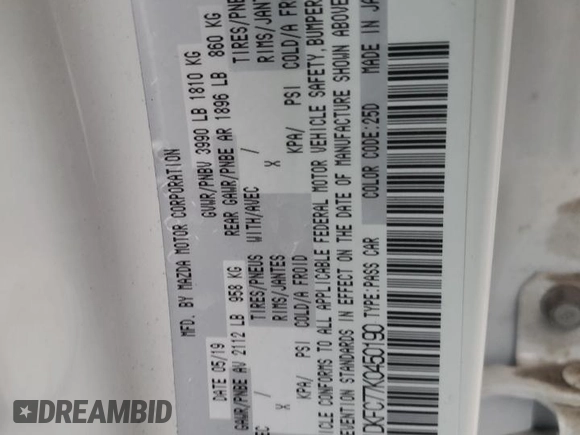 MFD. BY MAZDA MOTOR CORPORATION
DATE 05/19 GVWR/PNBV 3990 LB 1810 KG
GAWR/PNBE AV 2112 LB 958 KG REAR GAWR/PNBE AR 1896 LB 860 KG
TIRES/PNEUS WITH/AVEC TIRES/PNE
RIMS/JANTES X / RIMS/JANTES
COLD/A FROID KPA/ PSI COLD/A FROID
X /
KPA/ PSI
ICLE CONFORMS TO ALL APPLICABLE FEDERAL MOTOR VEHICLE SAFETY, BUMPER
EVENTION STANDARDS IN EFFECT ON THE DATE OF MANUFACTURE SHOWN ABOVE
KFC77K0450190 TYPE:PASS CAR COLOR CODE:25D MADE IN JA
DREAMBID